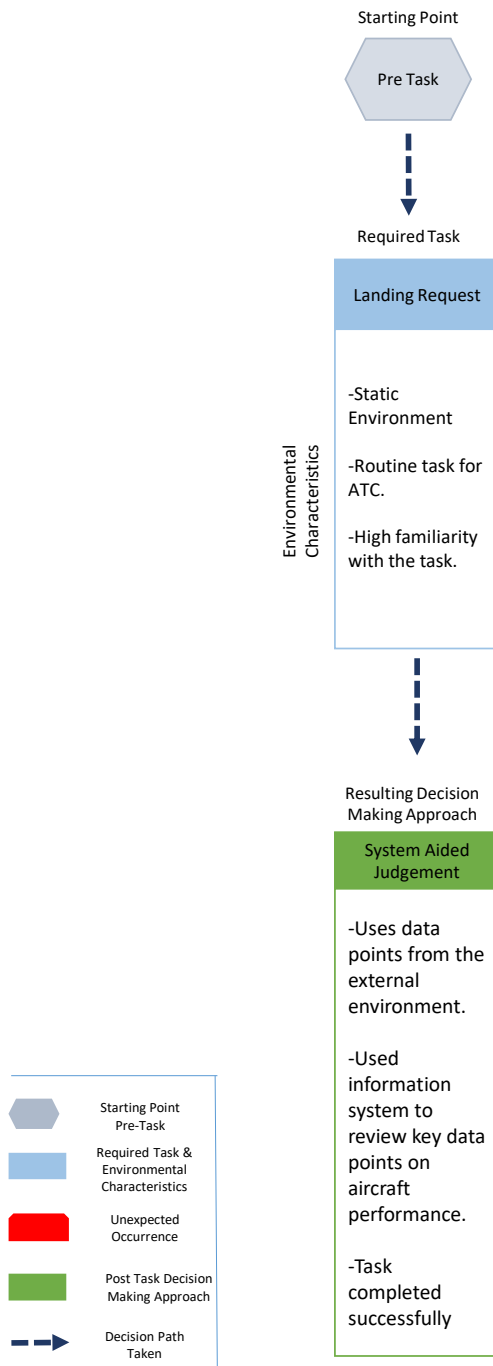 Starting Point
Pre Task
Required Task
Landing Request
Environmental
Characteristics
-Static
Environment
-Routine task for
ATC.
-High familiarity
with the task.
Resulting Decision
Making Approach
System Aided
Judgement
-Uses data
points from the
external
environment.
-Used
information
system to
review key data
points on
aircraft
performance.
-Task
completed
successfully
Starting Point
Pre-Task
Required Task &
Environmental
Characteristics
Unexpected
Occurrence
Post Task Decision
Making Approach
Decision Path
Taken